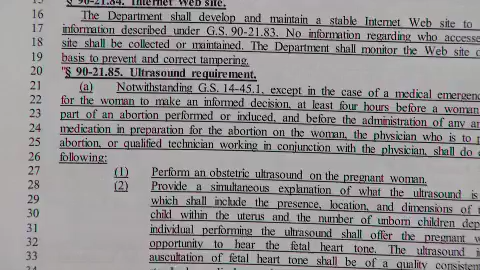 15 § 90-21.84. Internet Web site.
16 The Department shall develop and maintain a stable Internet Web site to
17 information described under G.S. 90-21.83. No information regarding who accesse
18 site shall be collected or maintained. The Department shall monitor the Web site o
19 basis to prevent and correct tampering.
20 "§ 90-21.85. Ultrasound requirement.
21 (a) Notwithstanding G.S. 14-45.1, except in the case of a medical emergenc
22 for the woman to make an informed decision, at least four hours before a woman
23 part of an abortion performed or induced, and before the administration of any an
24 medication in preparation for the abortion on the woman, the physician who is to
25 abortion, or qualified technician working in conjunction with the physician, shall do
26 following:
27 (1) Perform an obstetric ultrasound on the pregnant woman.
28 (2) Provide a simultaneous explanation of what the ultrasound is
29 which shall include the presence, location, and dimensions of
30 child within the uterus and the number of unborn children dep
31 individual performing the ultrasound shall offer the pregnant
32 opportunity to hear the fetal heart tone. The ultrasound
33 auscultation of fetal heart tone shall be of a quality consisten